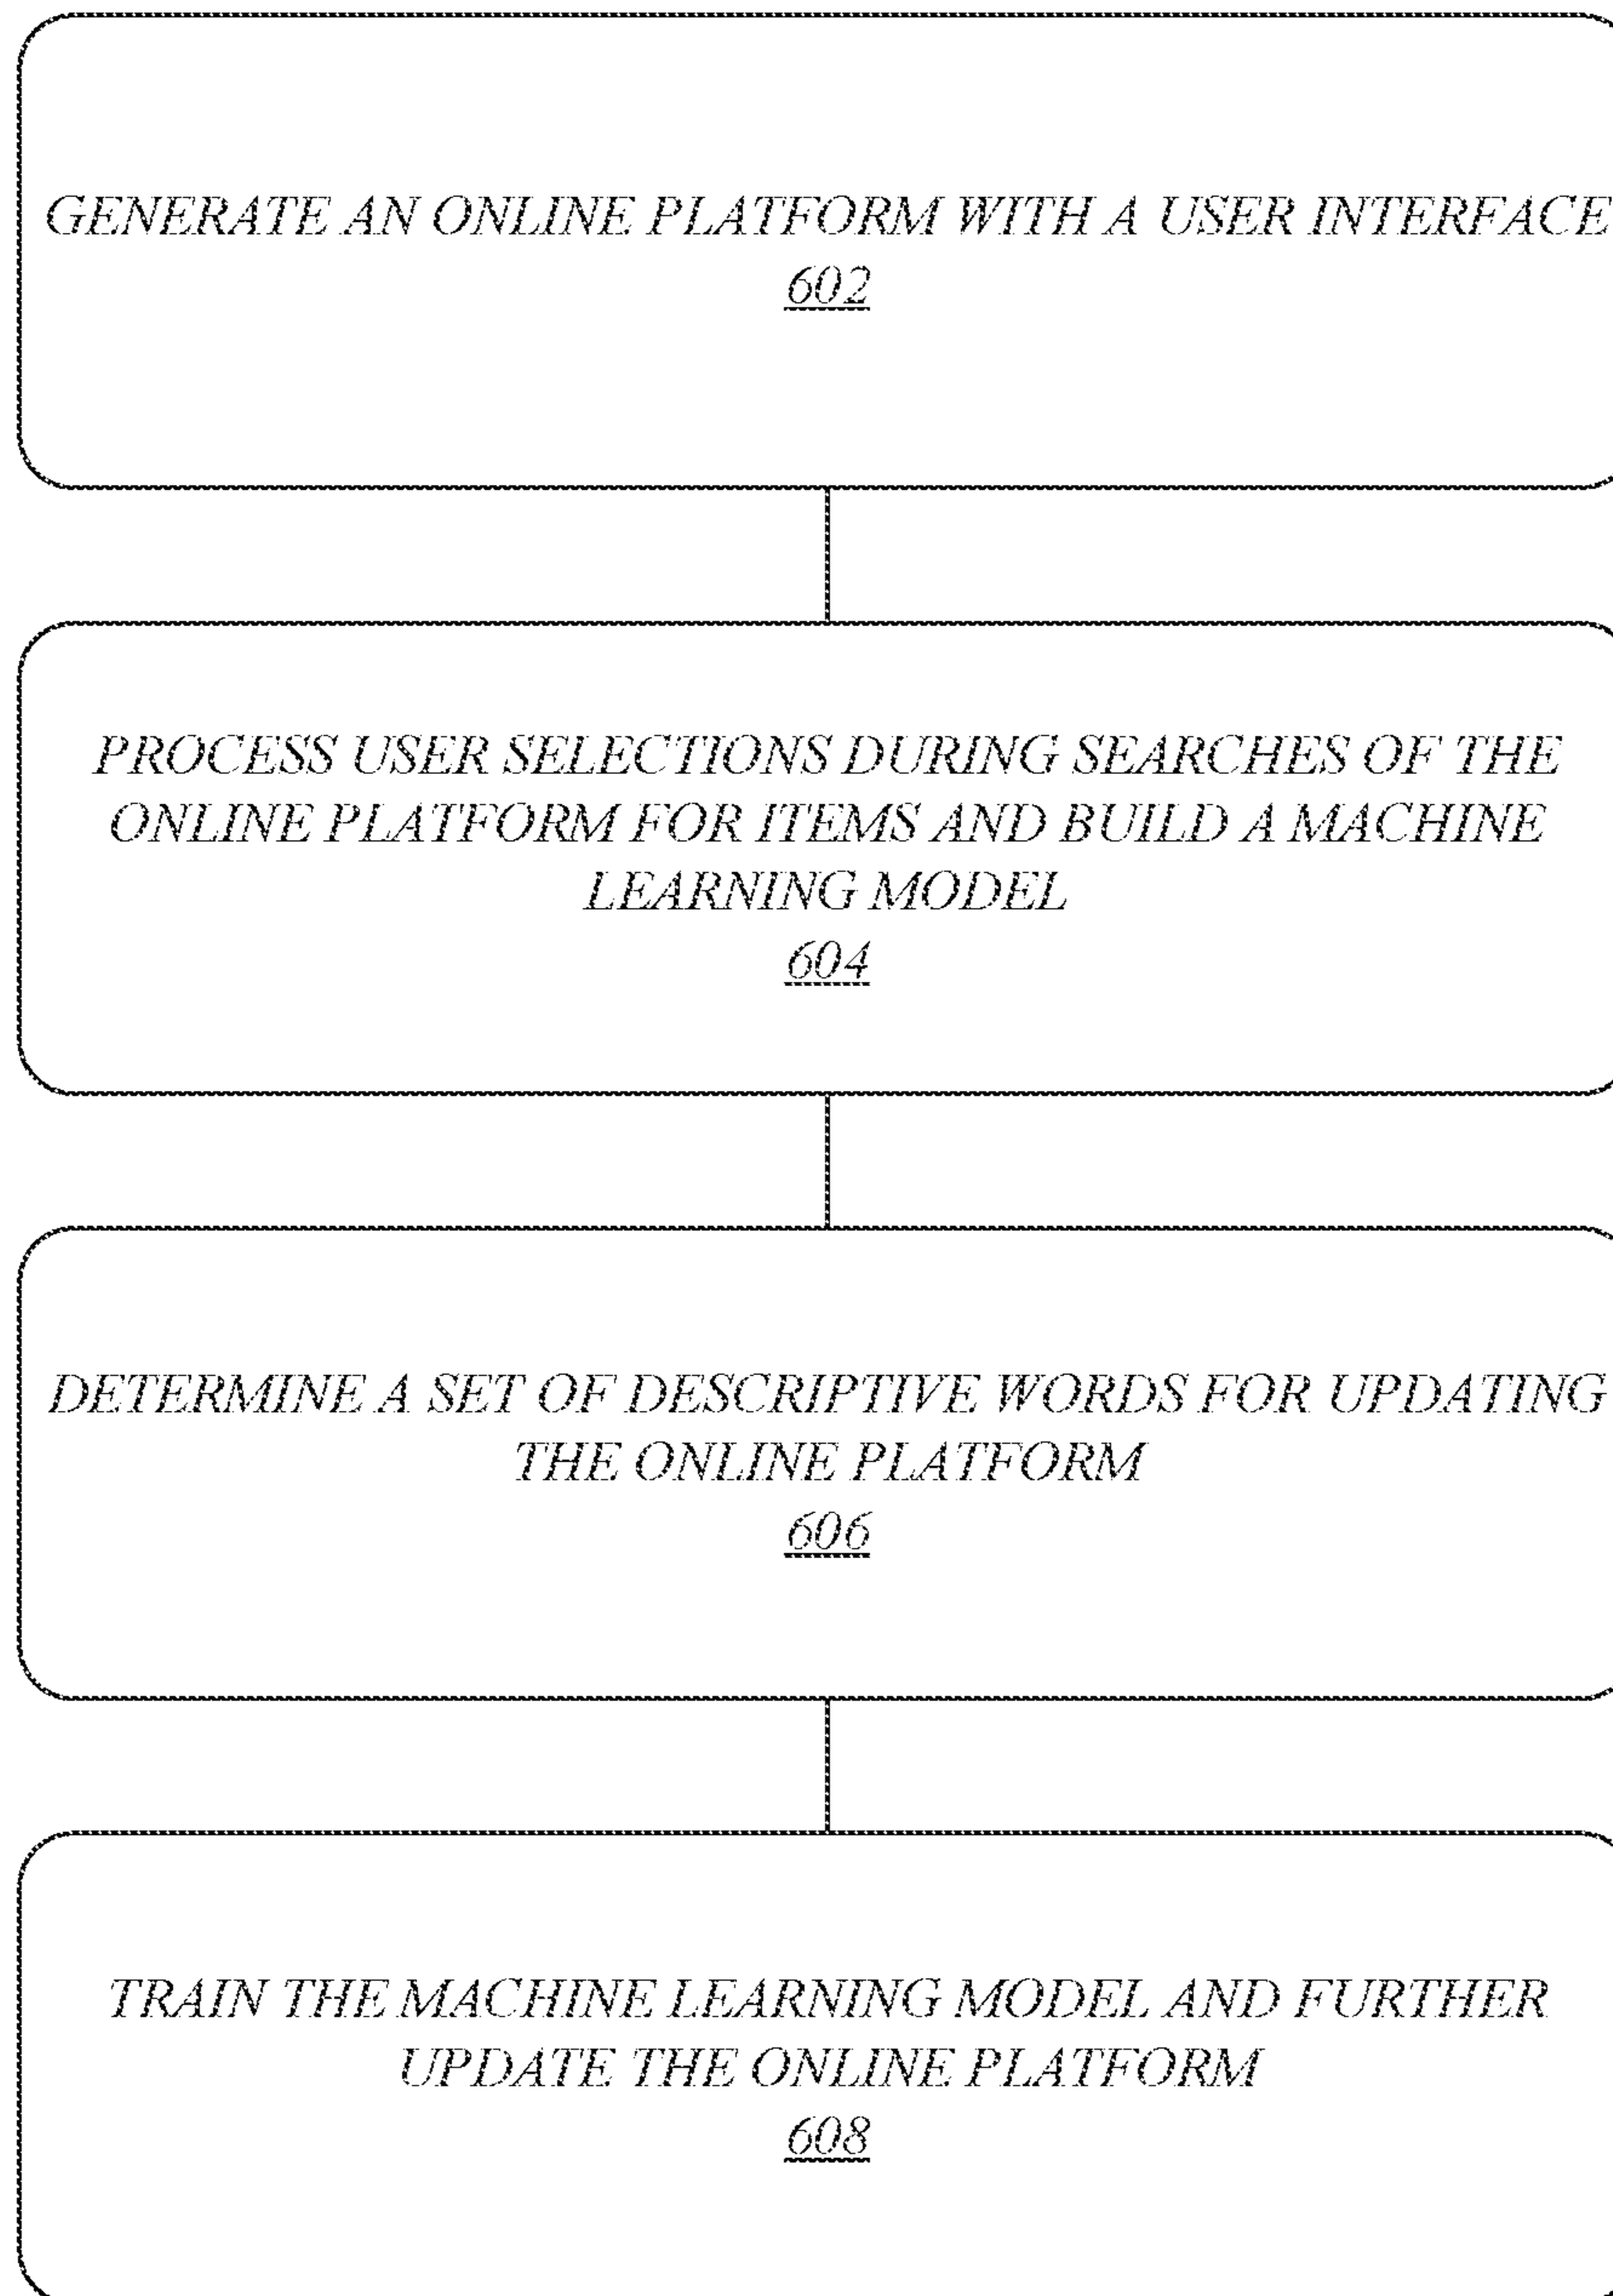 GENERATE AN ONLINE PLATFORM WITH A USER INTERFACE
602
PROCESS USER SELECTIONS DURING SEARCHES OF THE
ONLINE PLATFORM FOR ITEMS AND BUILD A MACHINE
LEARNING MODEL
604
DETERMINE A SET OF DESCRIPTIVE WORDS FOR UPDATING
THE ONLINE PLATFORM
606
TRAIN THE MACHINE LEARNING MODEL AND FURTHER
UPDATE THE ONLINE PLATFORM
608